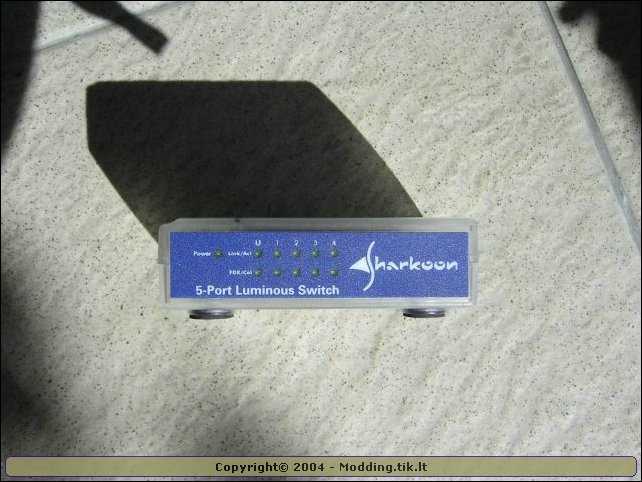 U 1 2 3 4
Power Link/Act
FDX/Col
Sharkoon
5-Port Luminous Switch
Copyright© 2004 - Modding.tik.lt